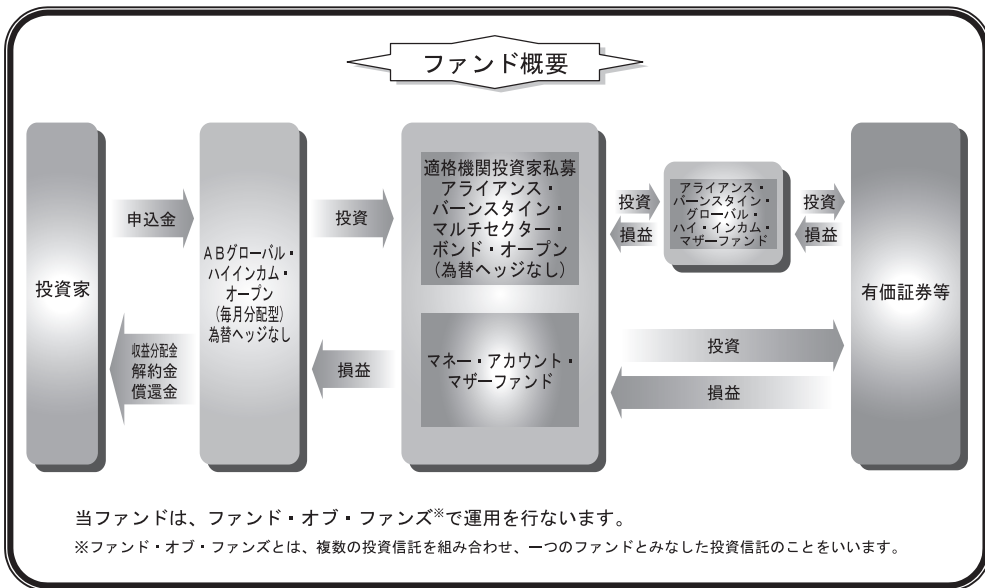 ファンド概要
投資家
申込金
収益分配金
解約金
償還金
ABグローバル・
ハイインカム・
オープン
(毎月分配型)
為替ヘッジなし
投資
損益
適格機関投資家私募
アライアンス・
バーンスタイン・
マルチセクター・
ボンド・オープン
(為替ヘッジなし)
マネー・アカウント・
マザーファンド
投資
損益
アライアンス・
バーンスタイン・
グローバル・
ハイ・インカム・
マザーファンド
投資
損益
投資
損益
有価証券等
当ファンドは、ファンド・オブ・ファンズ※で運用を行ないます。
※ファンド・オブ・ファンズとは、複数の投資信託を組み合わせ、一つのファンドとみなした投資信託のことをいいます。